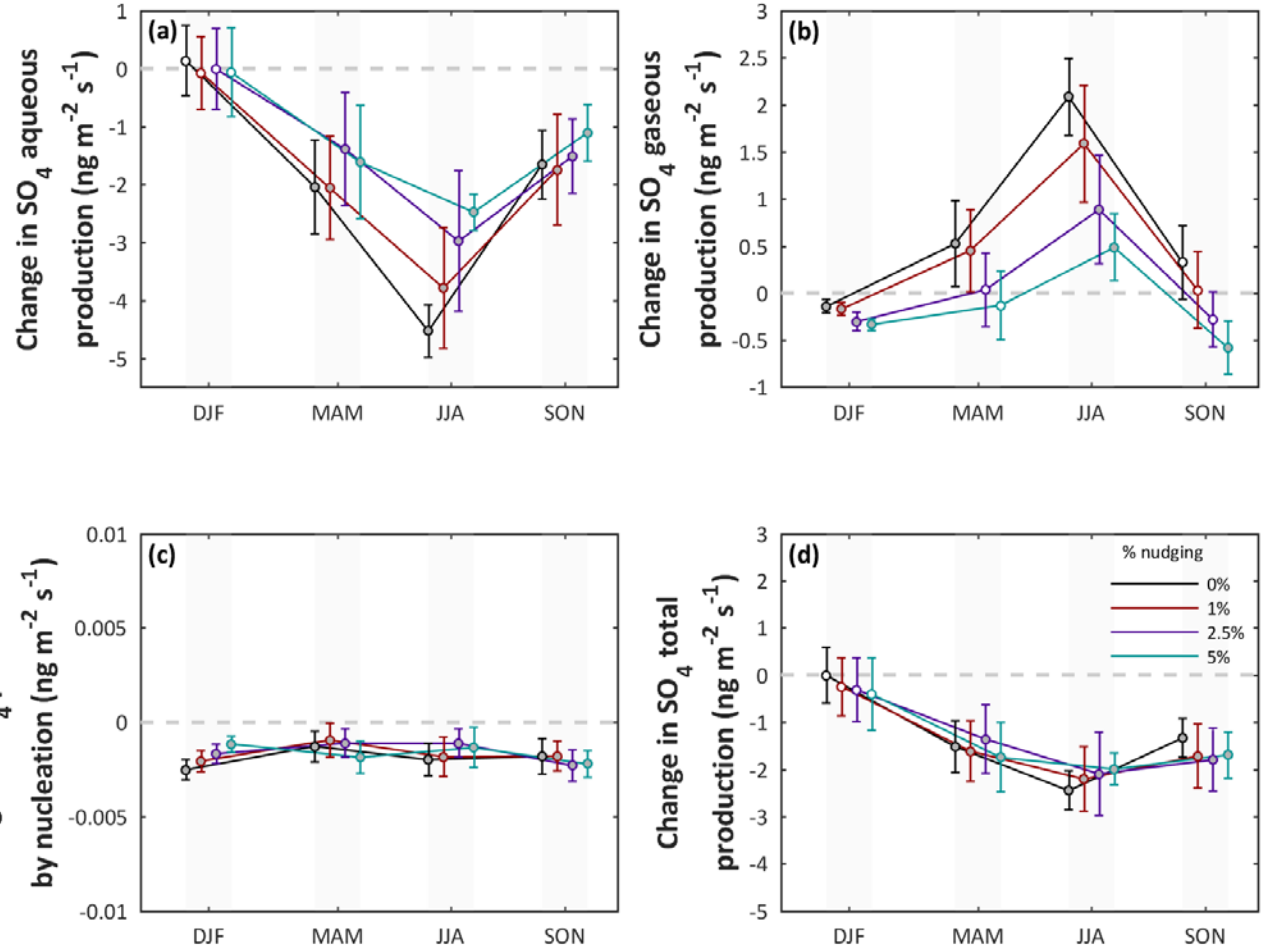 (a)
Change in SO4 aqueous
production (ng m-2 s-1)
1
0
-1
-2
-3
-4
-5
DJF
MAM
JJA
SON
(b)
Change in SO4 gaseous
production (ng m-2 s-1)
3
2.5
2
1.5
1
0.5
0
-0.5
-1
DJF
MAM
JJA
SON
(c)
4
by nucleation (ng m-2 s-1)
0.01
0.005
0
-0.005
-0.01
DJF
MAM
JJA
SON
(d)
Change in SO4 total
production (ng m-2 s-1)
3
2
1
0
-1
-2
-3
-4
-5
DJF
MAM
JJA
SON
% nudging
0%
1%
2.5%
5%